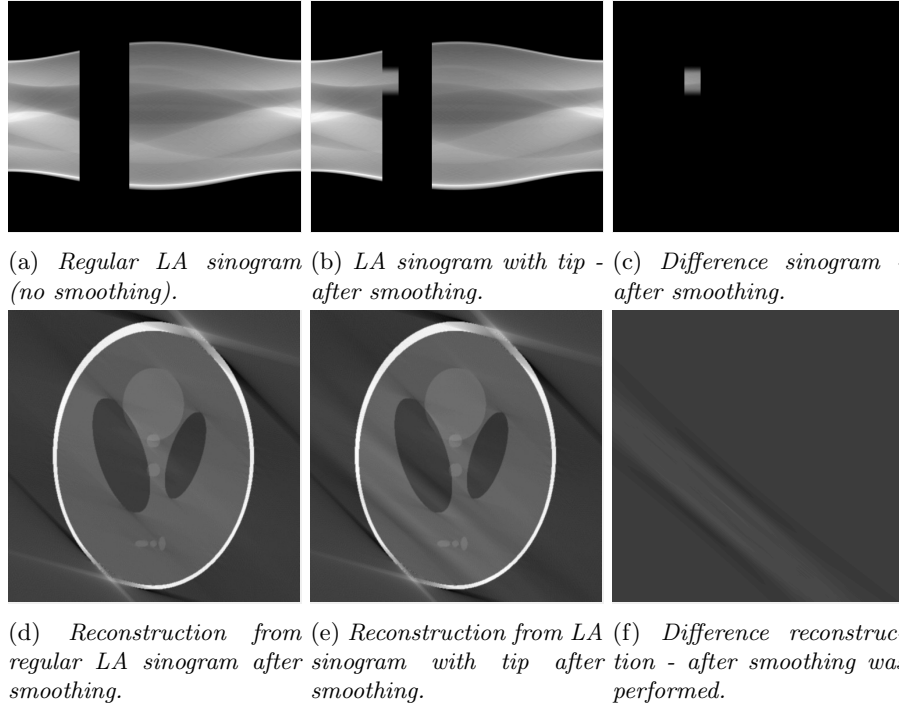 (a) Regular LA sinogram (no smoothing).
(b) LA sinogram with tip - after smoothing.
(c) Difference sinogram - after smoothing.
(d) Reconstruction from regular LA sinogram after smoothing.
(e) Reconstruction from LA sinogram with tip after smoothing.
(f) Difference reconstruc-
tion - after smoothing was performed.